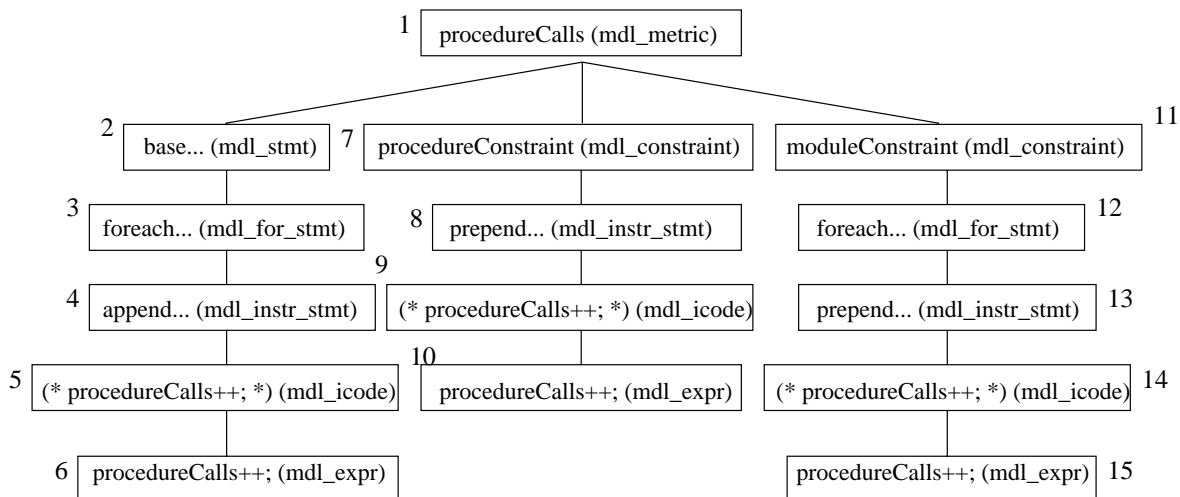 1 procedureCalls (mdl_metric)
2 base... (mdl_stmt) 7 procedureConstraint (mdl_constraint) moduleConstraint (mdl_constraint) 11
3 foreach... (mdl_for_stmt) 8 prepend... (mdl_instr_stmt) foreach... (mdl_for_stmt) 12
4 append... (mdl_instr_stmt) 9 (* procedureCalls++; *) (mdl_icode) prepend... (mdl_instr_stmt) 13
5 (* procedureCalls++; *) (mdl_icode) 10 procedureCalls++; (mdl_expr) (* procedureCalls++; *) (mdl_icode) 14
6 procedureCalls++; (mdl_expr) procedureCalls++; (mdl_expr) 15